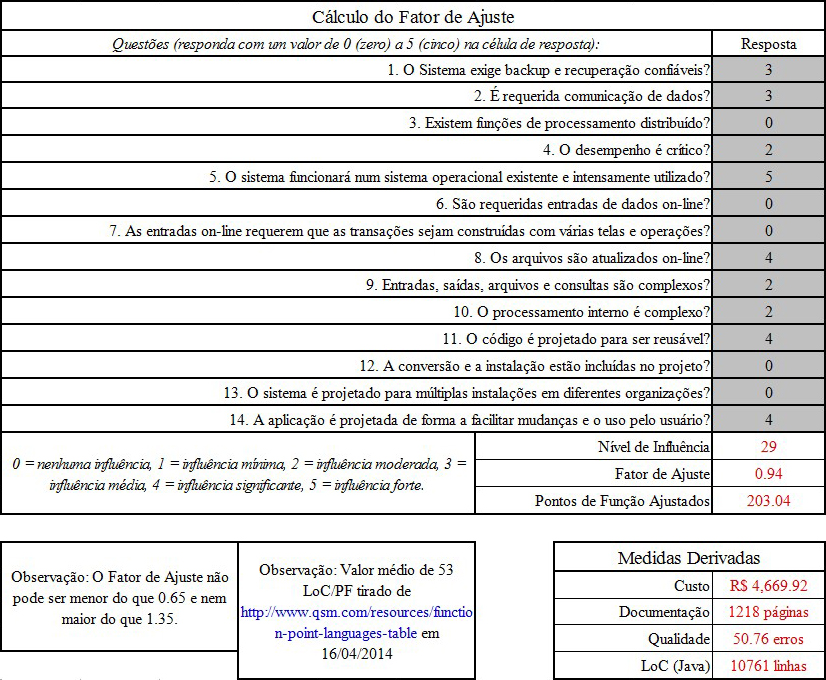 Cálculo do Fator de Ajuste
Questões (responda com um valor de 0 (zero) a 5 (cinco) na célula de resposta): Resposta
1. O Sistema exige backup e recuperação confiáveis? 3
2. É requerida comunicação de dados? 3
3. Existem funções de processamento distribuído? 0
4. O desempenho é crítico? 2
5. O sistema funcionará num sistema operacional existente e intensamente utilizado? 5
6. São requeridas entradas de dados on-line? 0
7. As entradas on-line requerem que as transações sejam construídas com várias telas e operações? 0
8. Os arquivos são atualizados on-line? 4
9. Entradas, saídas, arquivos e consultas são complexos? 2
10. O processamento interno é complexo? 2
11. O código é projetado para ser reusável? 4
12. A conversão e a instalação estão incluídas no projeto? 0
13. O sistema é projetado para múltiplas instalações em diferentes organizações? 0
14. A aplicação é projetada de forma a facilitar mudanças e o uso pelo usuário? 4
0 = nenhuma influência, 1 = influência mínima, 2 = influência moderada, 3 =
influência média, 4 = influência significante, 5 = influência forte.
Nível de Influência 29
Fator de Ajuste 0.94
Pontos de Função Ajustados 203.04
Observação: O Fator de Ajuste não
pode ser menor do que 0.65 e nem
maior do que 1.35.
Observação: Valor médio de 53
LoC/PF tirado de
http://www.qsm.com/resources/functio
n-point-languages-table em
16/04/2014
Medidas Derivadas
Custo R$ 4,669.92
Documentação 1218 páginas
Qualidade 50.76 erros
LoC (Java) 10761 linhas